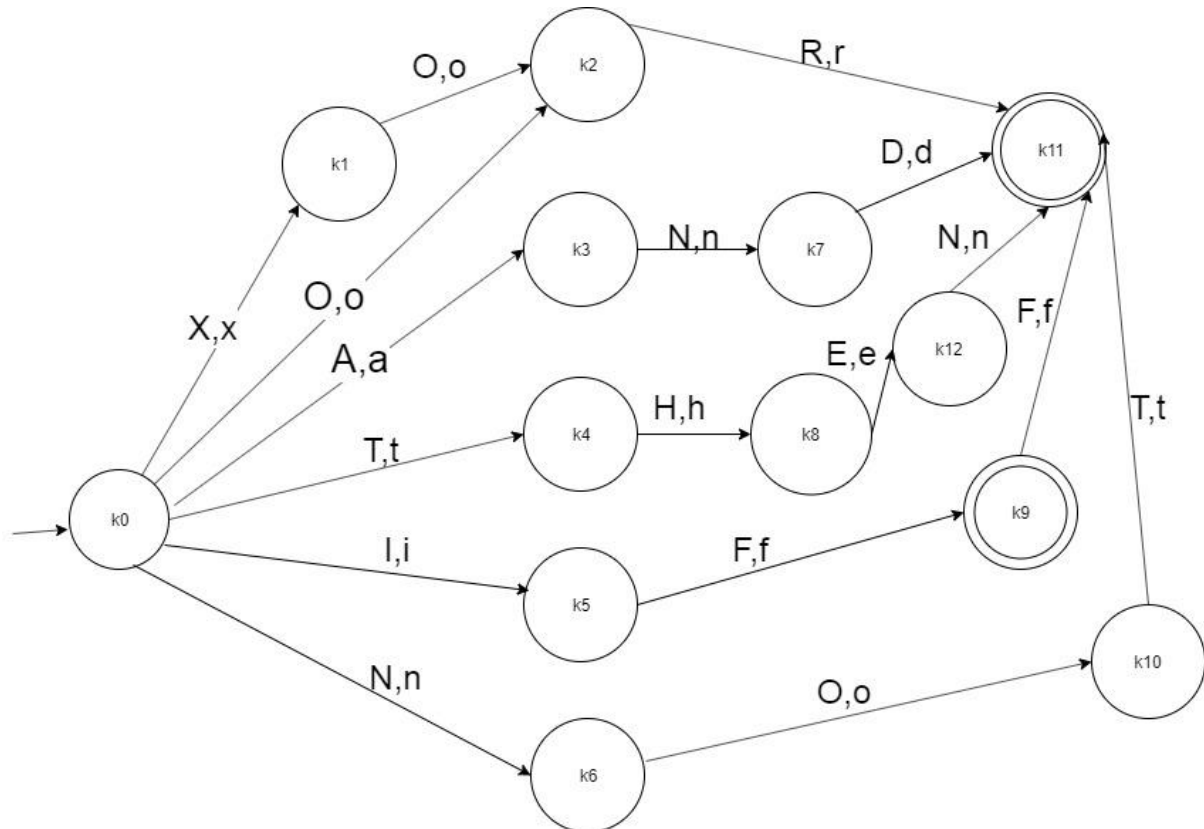 k2
R,r
O,o
k11
k1
D,d
k3
N,n
k7
N,n
O,o
F,f
X,x
A,a
E,e
k12
H,h
T,t
k4
k8
T,t
k0
k9
I,i
F,f
k5
k10
N,n
O,o
k6